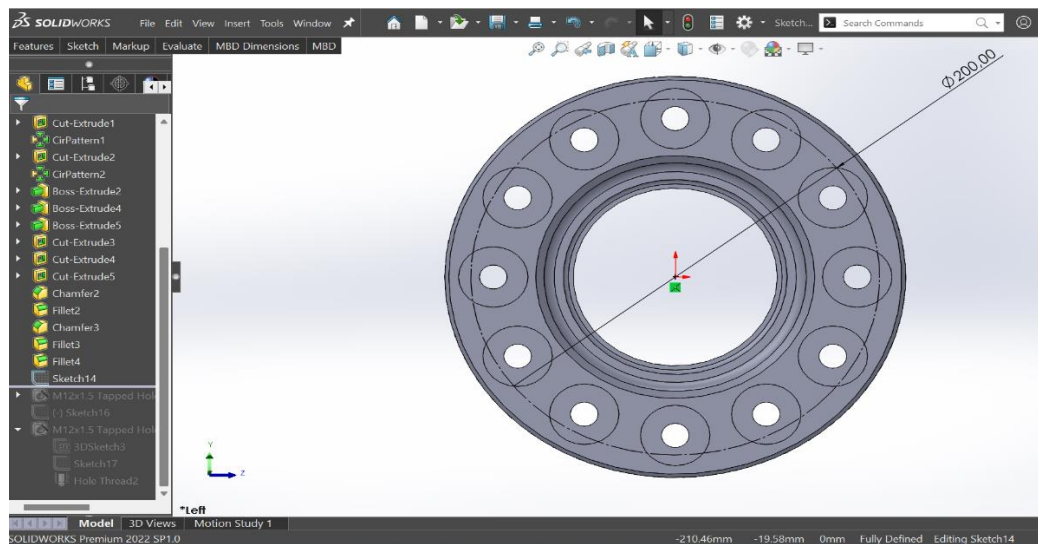 SOLIDWORKS File Edit View Insert Tools Window Sketch... Search Commands
Features Sketch Markup Evaluate MBD Dimensions MBD
Φ200,00
Cut-Extrude1
CirPattern1
Cut-Extrude2
CirPattern2
Boss-Extrude2
Boss-Extrude4
Boss-Extrude5
Cut-Extrude3
Cut-Extrude4
Cut-Extrude5
Chamfer2
Fillet2
Chamfer3
Fillet3
Fillet4
Sketch14
M12x1.5 Tapped Hol
(-) Sketch16
M12x1.5 Tapped Hol
3DSketch3
Sketch17
Hole Thread2
Y
Z
*Left
Model 3D Views Motion Study 1
SOLIDWORKS Premium 2022 SP1.0 -210.46mm -19.58mm 0mm Fully Defined Editing Sketch14